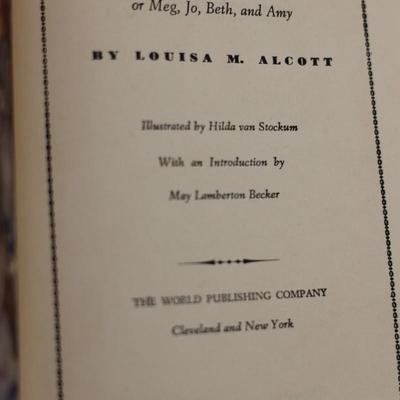 or Meg, Jo, Beth, and Amy
BY LOUISA M. ALCOTT
Illustrated by Hilda van Stockum
With an Introduction by
May Lamberton Becker
THE WORLD PUBLISHING COMPANY
Cleveland and New York